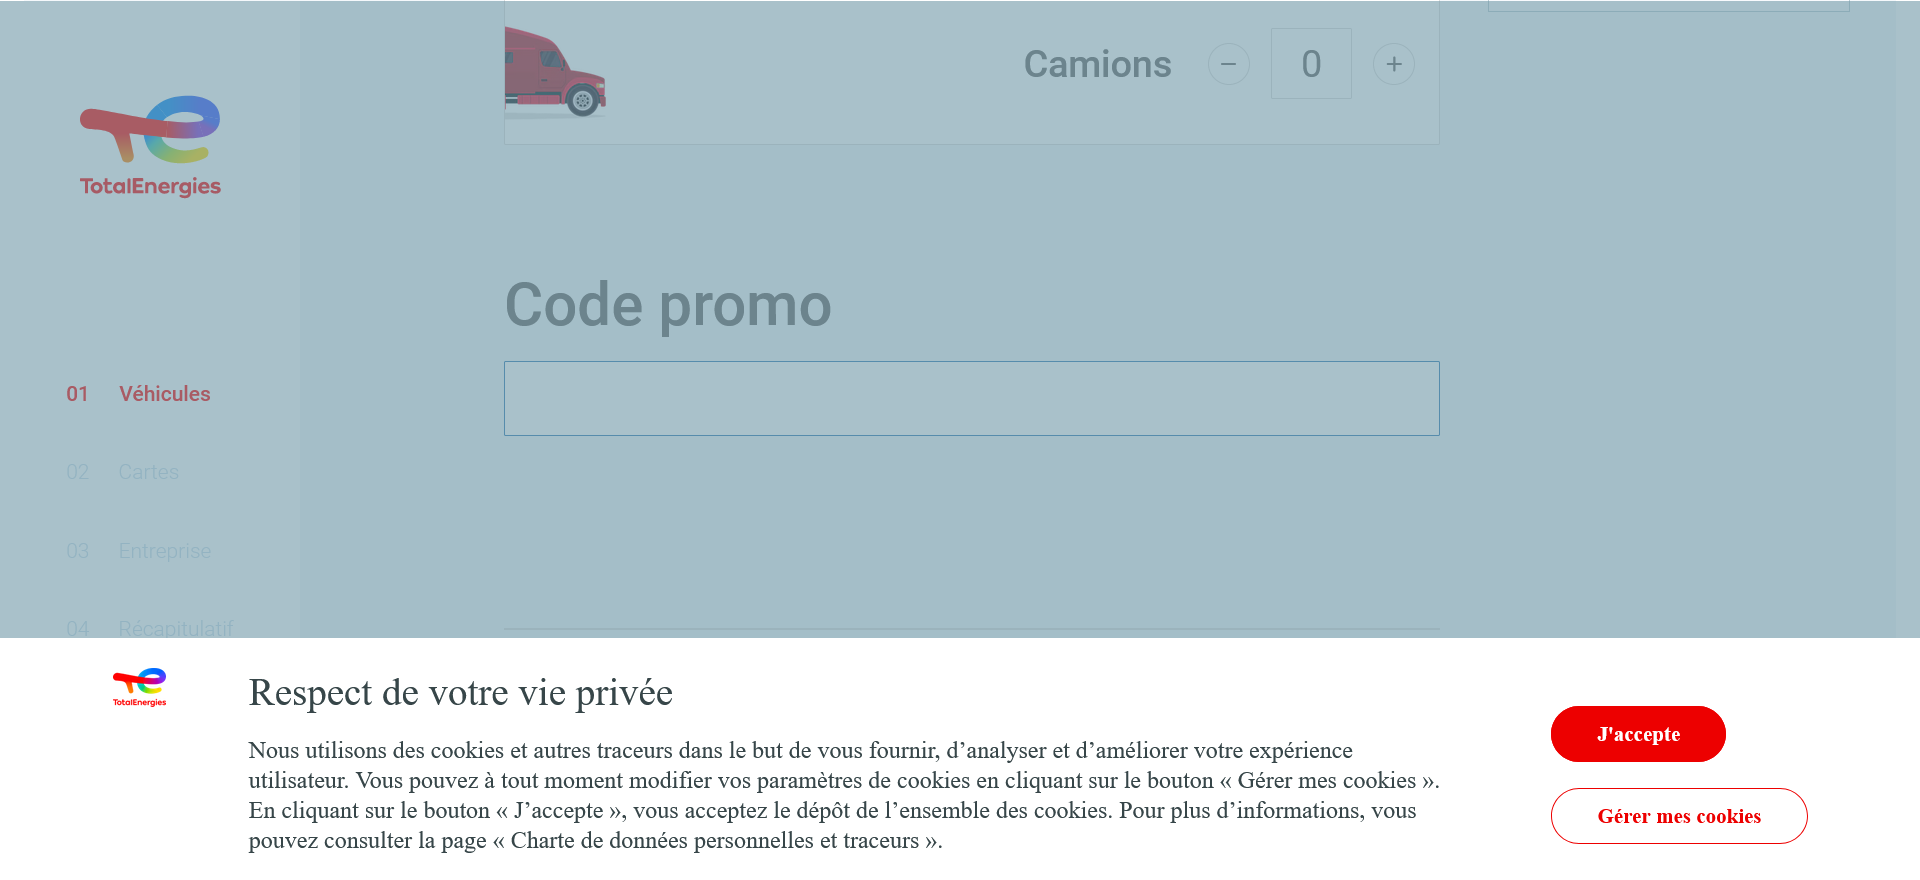 Camions
0
TotalEnergies
Code promo
01 Véhicules
02 Cartes
03 Entreprise
04 Récapitulatif
TotalEnergies
Respect de votre vie privée
Nous utilisons des cookies et autres traceurs dans le but de vous fournir, d’analyser et d’améliorer votre expérience
utilisateur. Vous pouvez à tout moment modifier vos paramètres de cookies en cliquant sur le bouton « Gérer mes cookies ».
En cliquant sur le bouton « J’accepte », vous acceptez le dépôt de l’ensemble des cookies. Pour plus d’informations, vous
pouvez consulter la page « Charte de données personnelles et traceurs ».
J'accepte
Gérer mes cookies